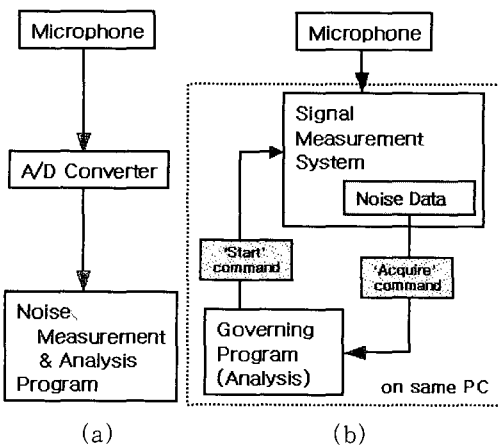 Microphone
A/D Converter
Noise
Measurement
& Analysis
Program
(a)
Microphone
Signal
Measurement
System
Noise Data
'Start'
command
'Acquire'
command
Governing
Program
(Analysis)
on same PC
(b)